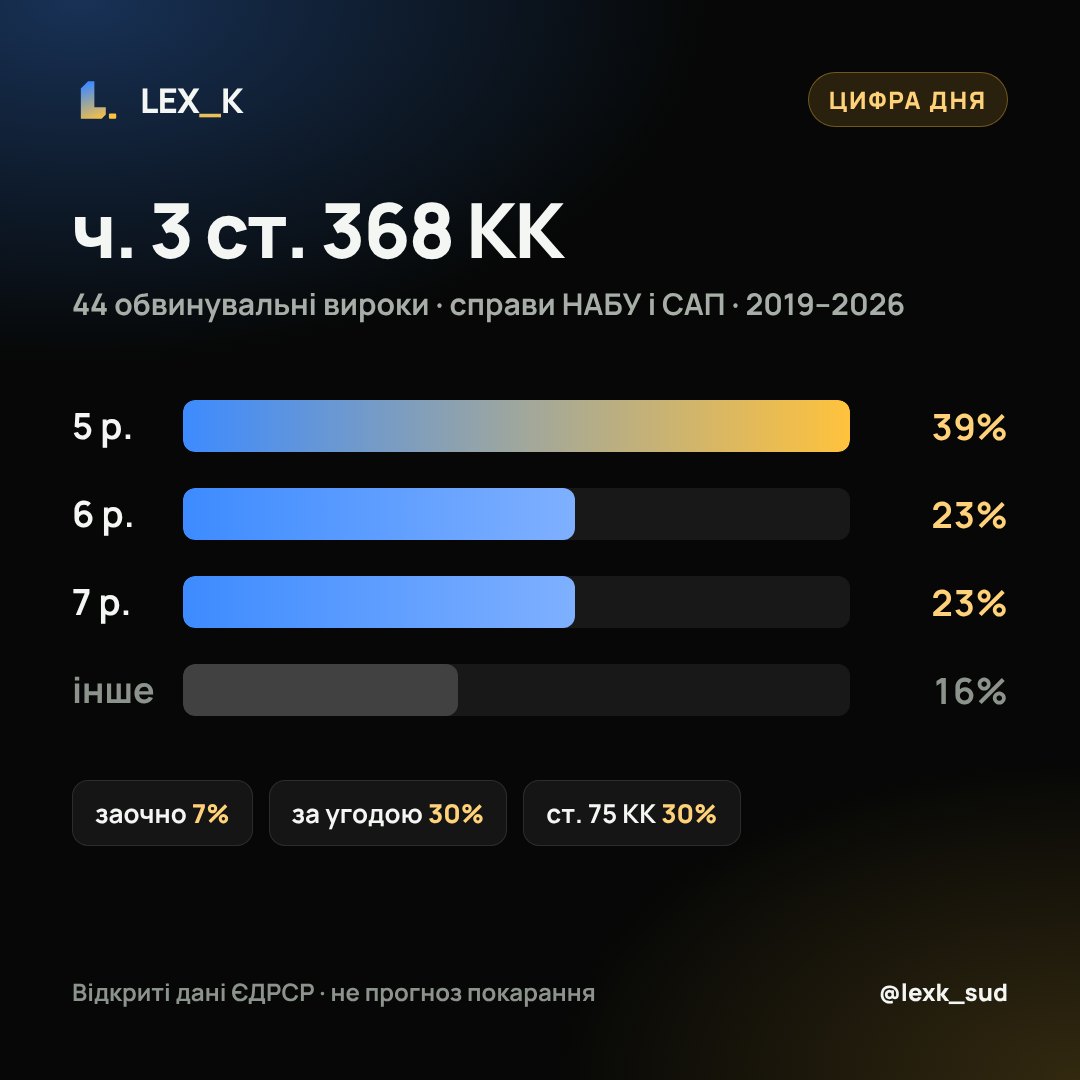 LEX_K
ЦИФРА ДНЯ
ч. 3 ст. 368 КК
44 обвинувальні вироки · справи НАБУ і САП · 2019–2026
5 р. 39%
6 р. 23%
7 р. 23%
інше 16%
заочно 7% за угодою 30% ст. 75 КК 30%
Відкриті дані ЄДРСР · не прогноз покарання
@lexk_sud